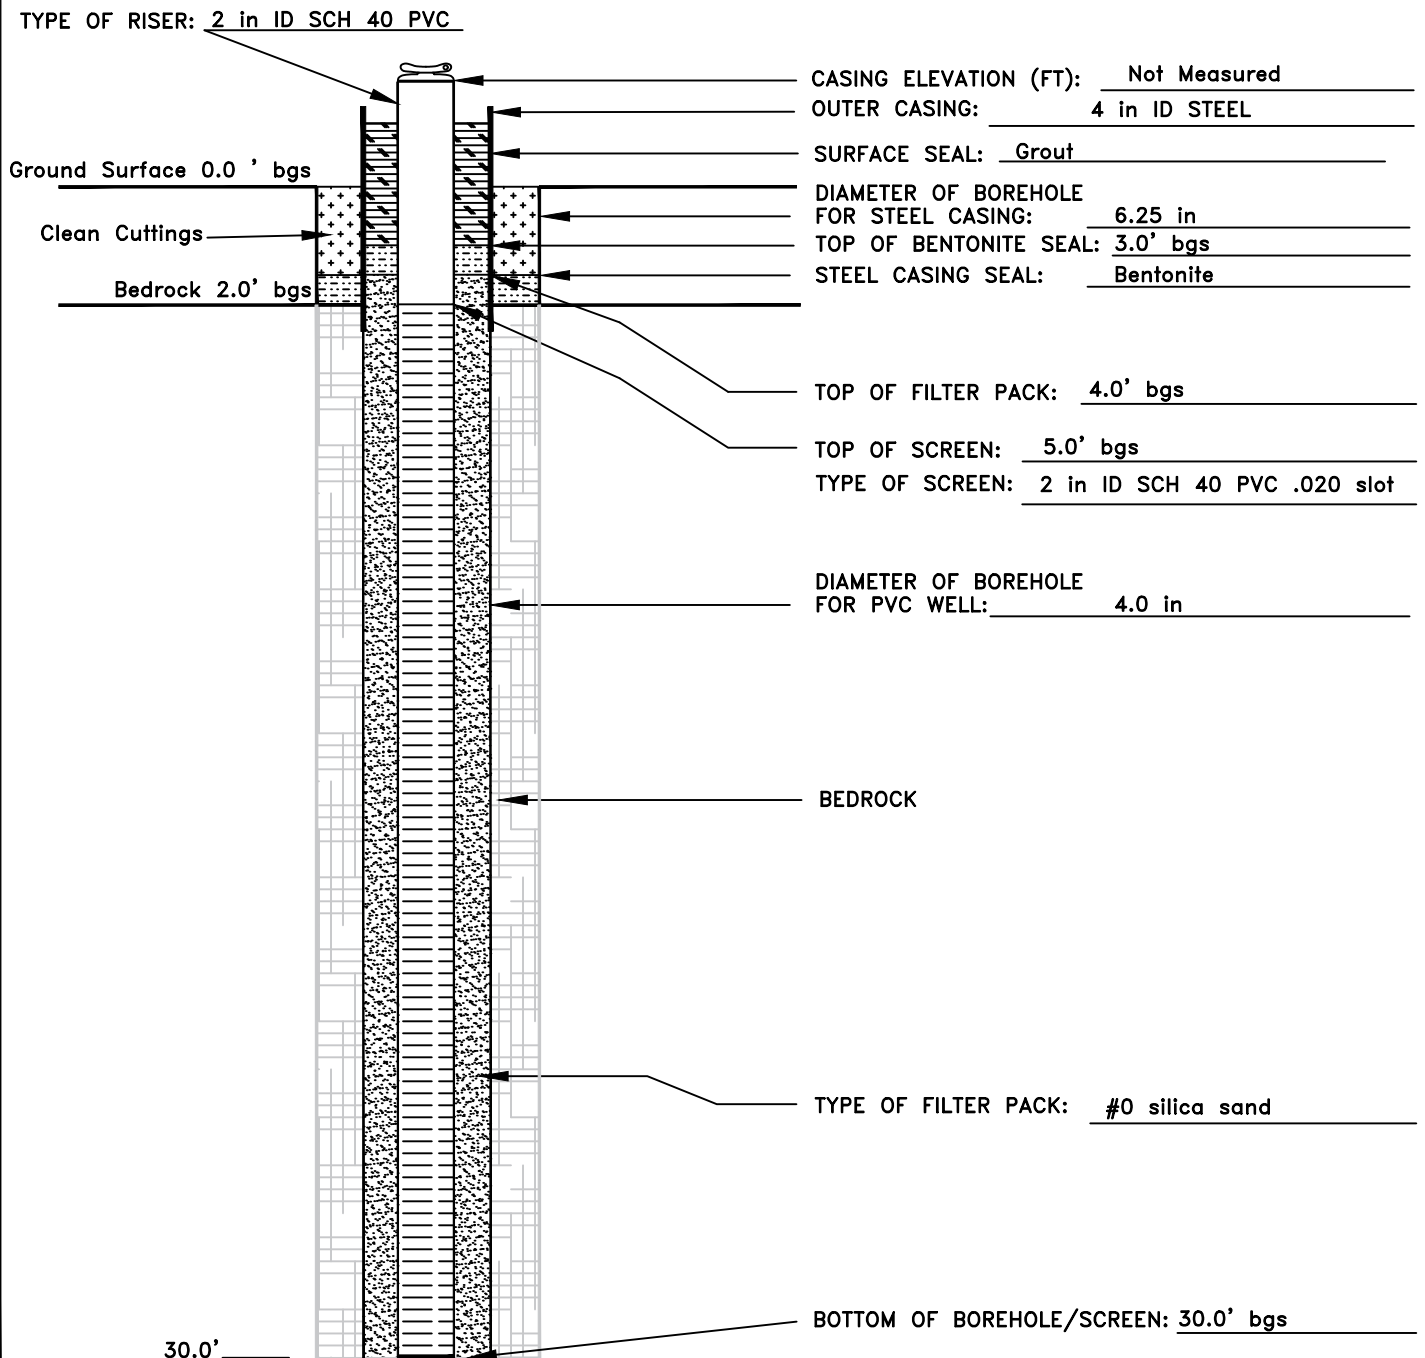 TYPE OF RISER: 2 in ID SCH 40 PVC
CASING ELEVATION (FT): Not Measured
OUTER CASING: 4 in ID STEEL
SURFACE SEAL: Grout
Ground Surface 0.0 ' bgs
DIAMETER OF BOREHOLE
FOR STEEL CASING: 6.25 in
Clean Cuttings
TOP OF BENTONITE SEAL: 3.0' bgs
STEEL CASING SEAL: Bentonite
Bedrock 2.0' bgs
TOP OF FILTER PACK: 4.0' bgs
TOP OF SCREEN: 5.0' bgs
TYPE OF SCREEN: 2 in ID SCH 40 PVC .020 slot
DIAMETER OF BOREHOLE
FOR PVC WELL: 4.0 in
BEDROCK
TYPE OF FILTER PACK: #0 silica sand
BOTTOM OF BOREHOLE/SCREEN: 30.0' bgs
30.0'